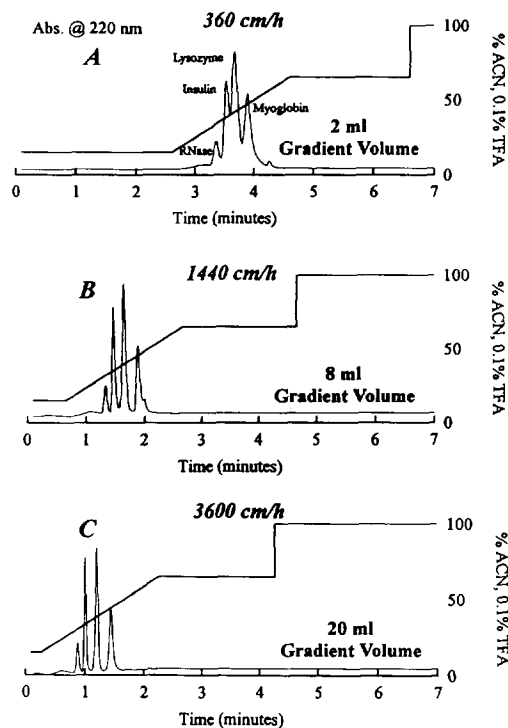 Abs. @ 220 nm
360 cm/h
A
Lysozyme
Insulin
Myoglobin
RNase
2 ml
Gradient Volume
100
50
0
% ACN, 0.1% TFA
0 1 2 3 4 5 6 7
Time (minutes)
B
1440 cm/h
8 ml
Gradient Volume
100
50
0
% ACN, 0.1% TFA
0 1 2 3 4 5 6 7
Time (minutes)
C
3600 cm/h
20 ml
Gradient Volume
100
50
0
% ACN, 0.1% TFA
0 1 2 3 4 5 6 7
Time (minutes)